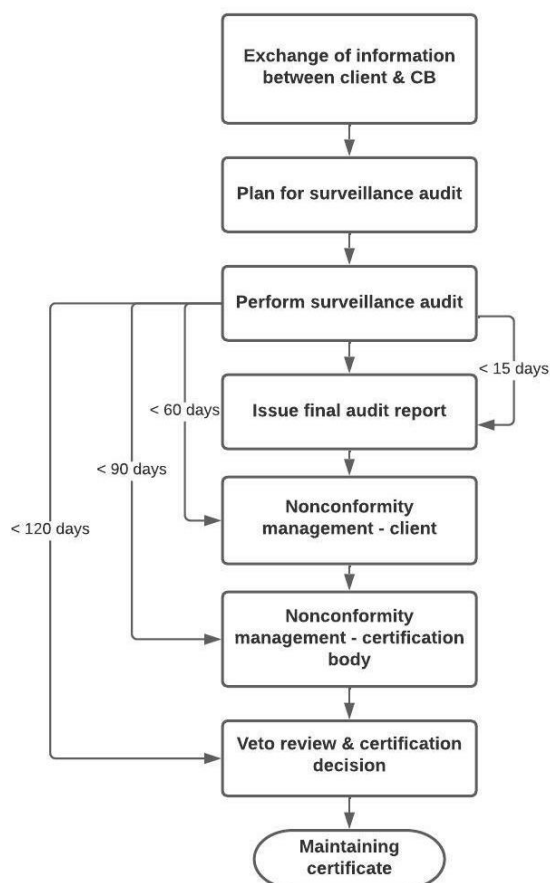 Exchange of information
between client & CB
Plan for surveillance audit
Perform surveillance audit
< 15 days
Issue final audit report
< 60 days
< 90 days
Nonconformity
management - client
< 120 days
Nonconformity
management - certification
body
Veto review & certification
decision
Maintaining
certificate